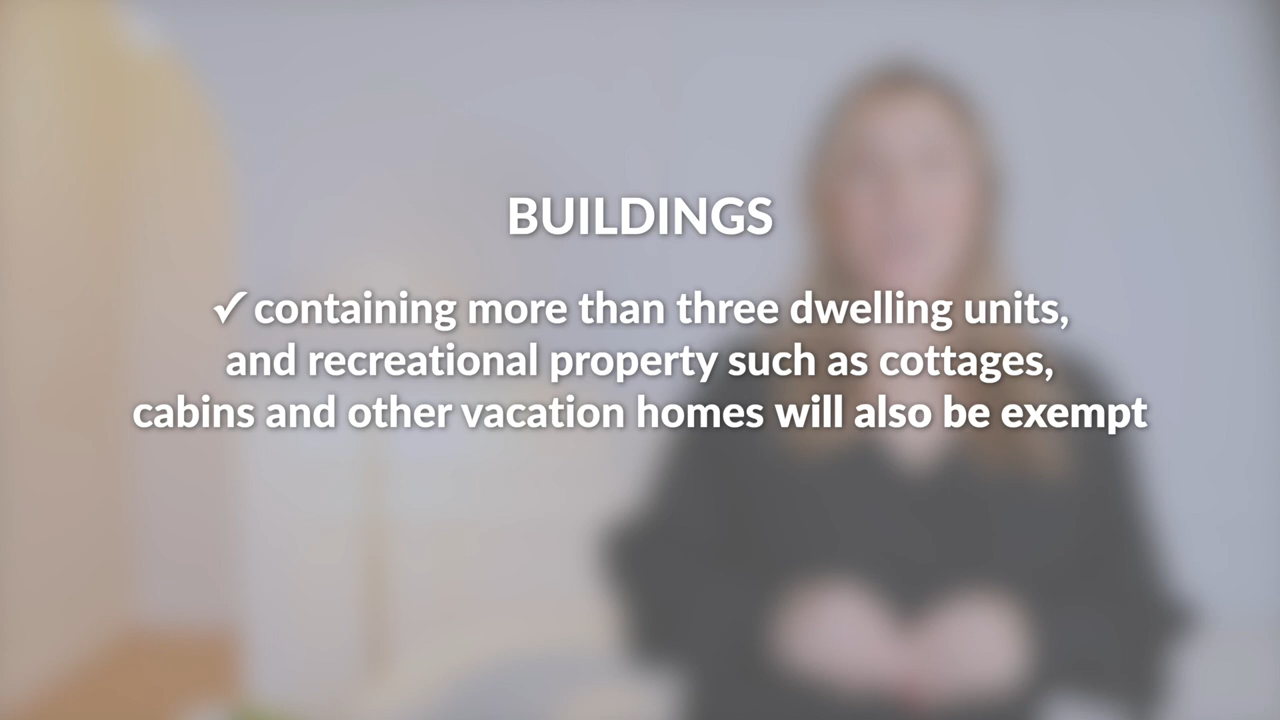 BUILDINGS
✓ containing more than three dwelling units,
and recreational property such as cottages,
cabins and other vacation homes will also be exempt